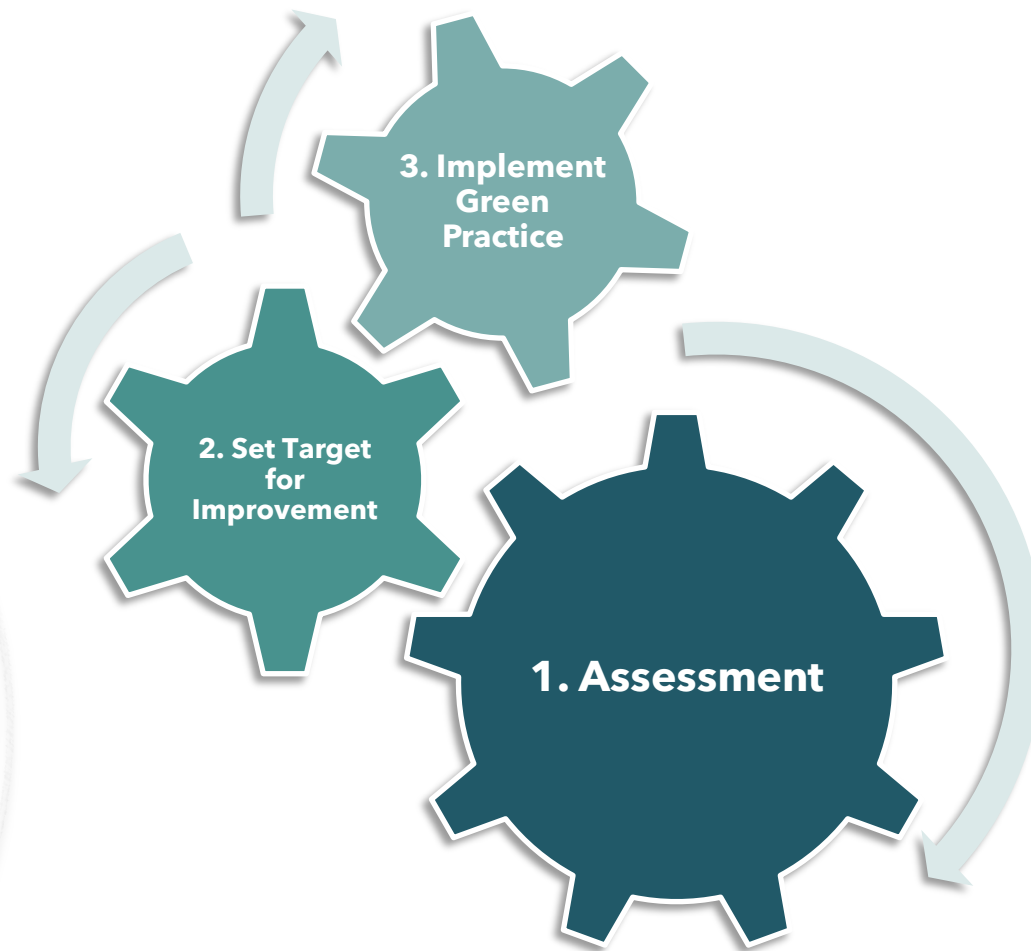 3. Implement
Green
Practice
2. Set Target
for
Improvement
1. Assessment